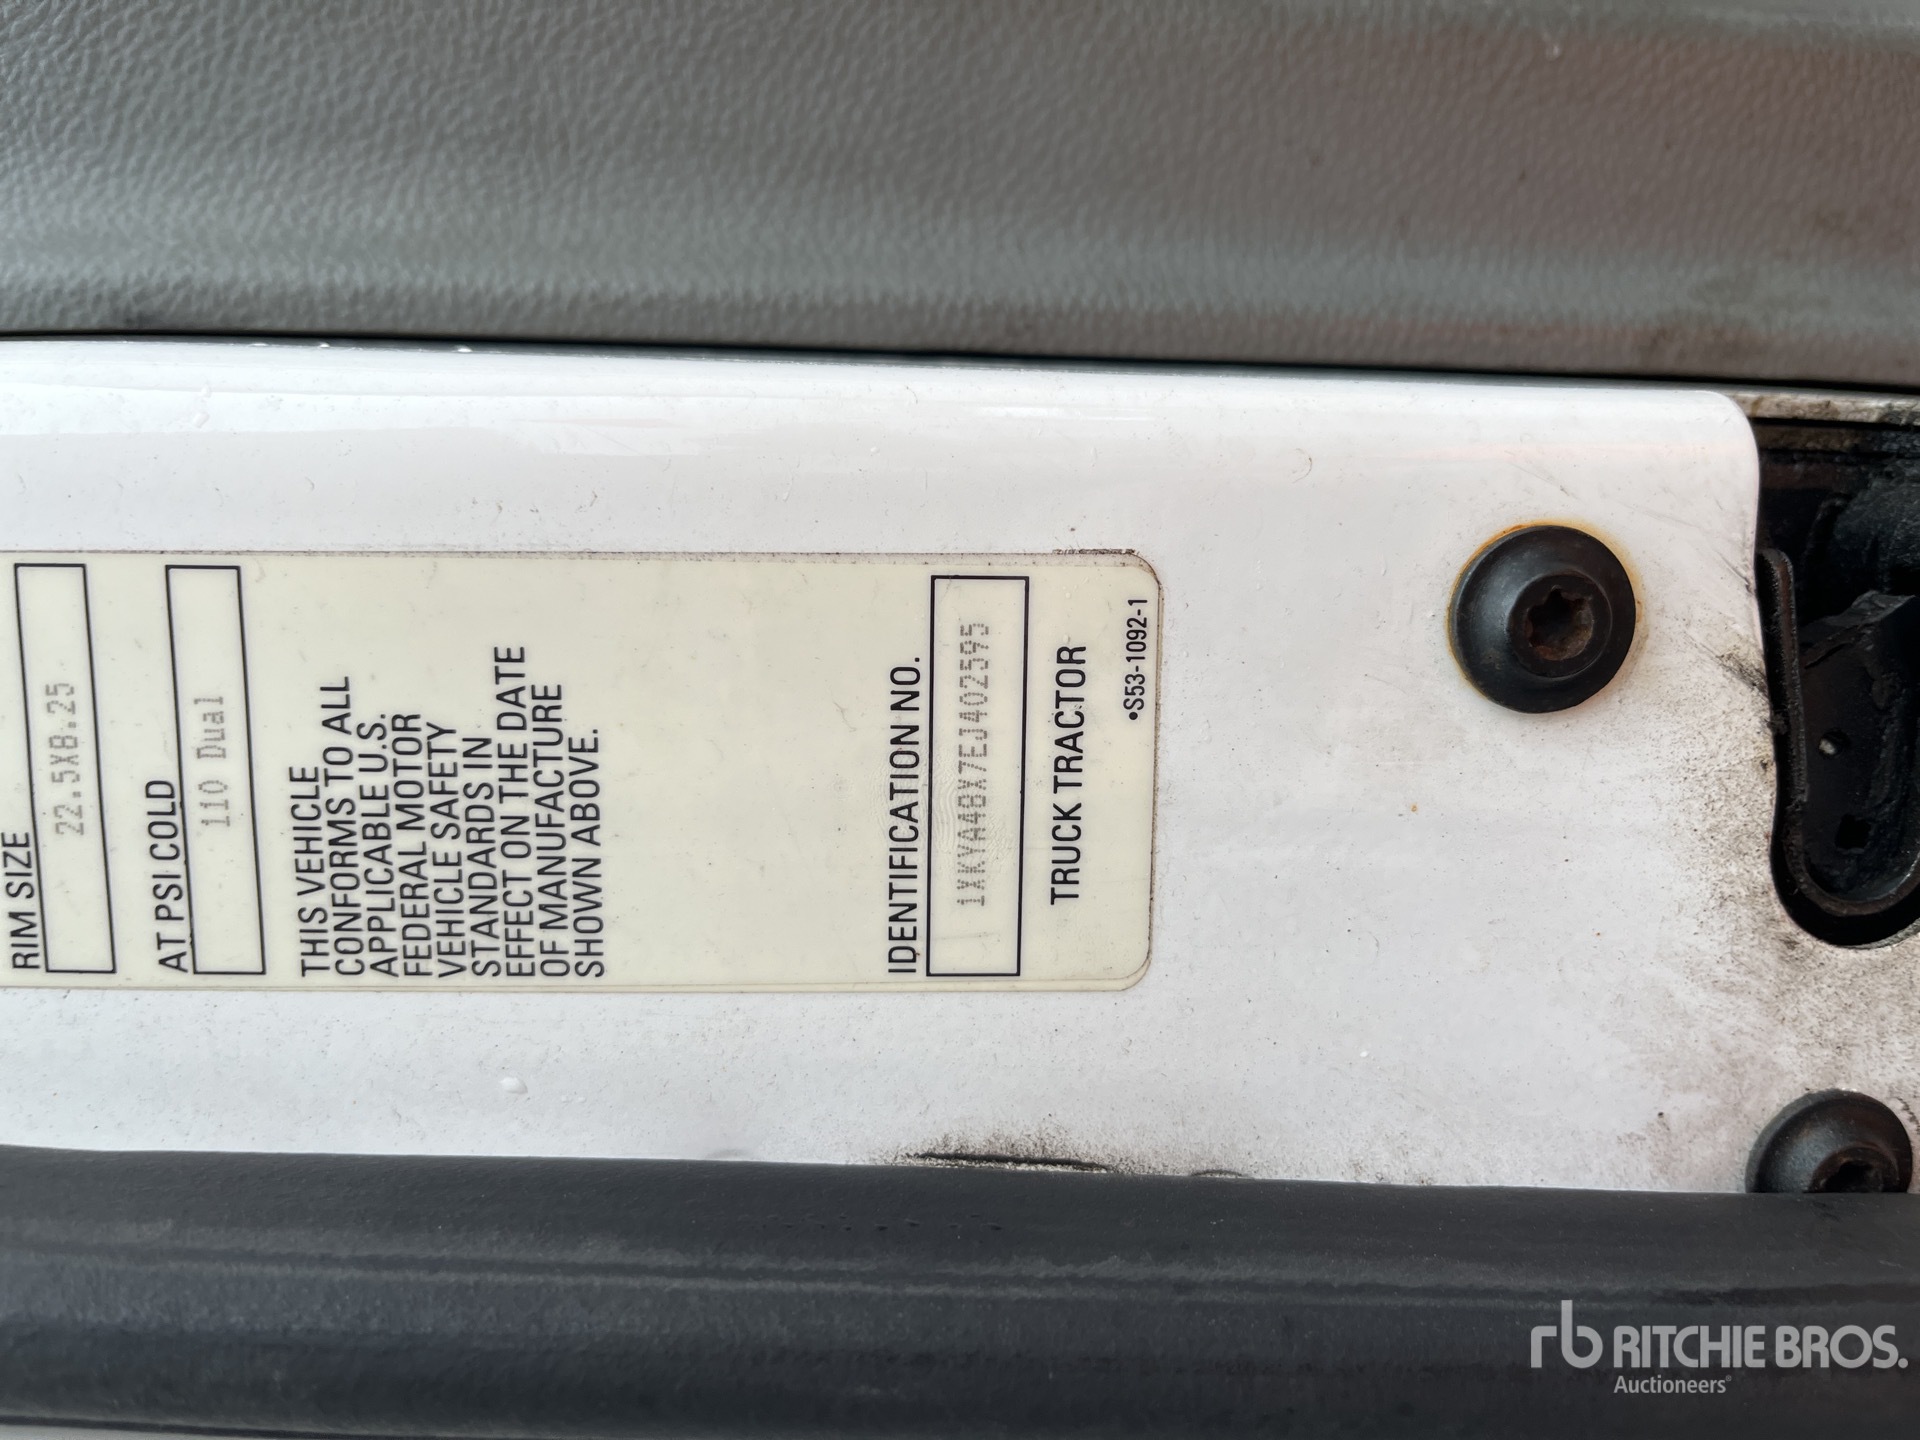 RIM SIZE
22.5X8.25
AT PSI COLD
110 Dual
THIS VEHICLE
CONFORMS TO ALL
APPLICABLE U.S.
FEDERAL MOTOR
VEHICLE SAFETY
STANDARDS IN
EFFECT ON THE DATE
OF MANUFACTURE
SHOWN ABOVE.
IDENTIFICATION NO.
1XKYA48X7EJ402595
TRUCK TRACTOR
•S53-1092-1
rb RITCHIE BROS.
Auctioneers